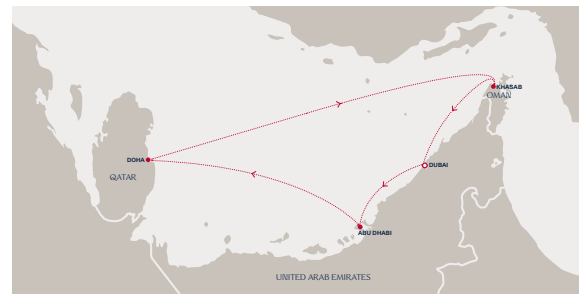 KHASAB
OMAN
DOHA
DUBAI
QATAR
ABU DHABI
UNITED ARAB EMIRATES